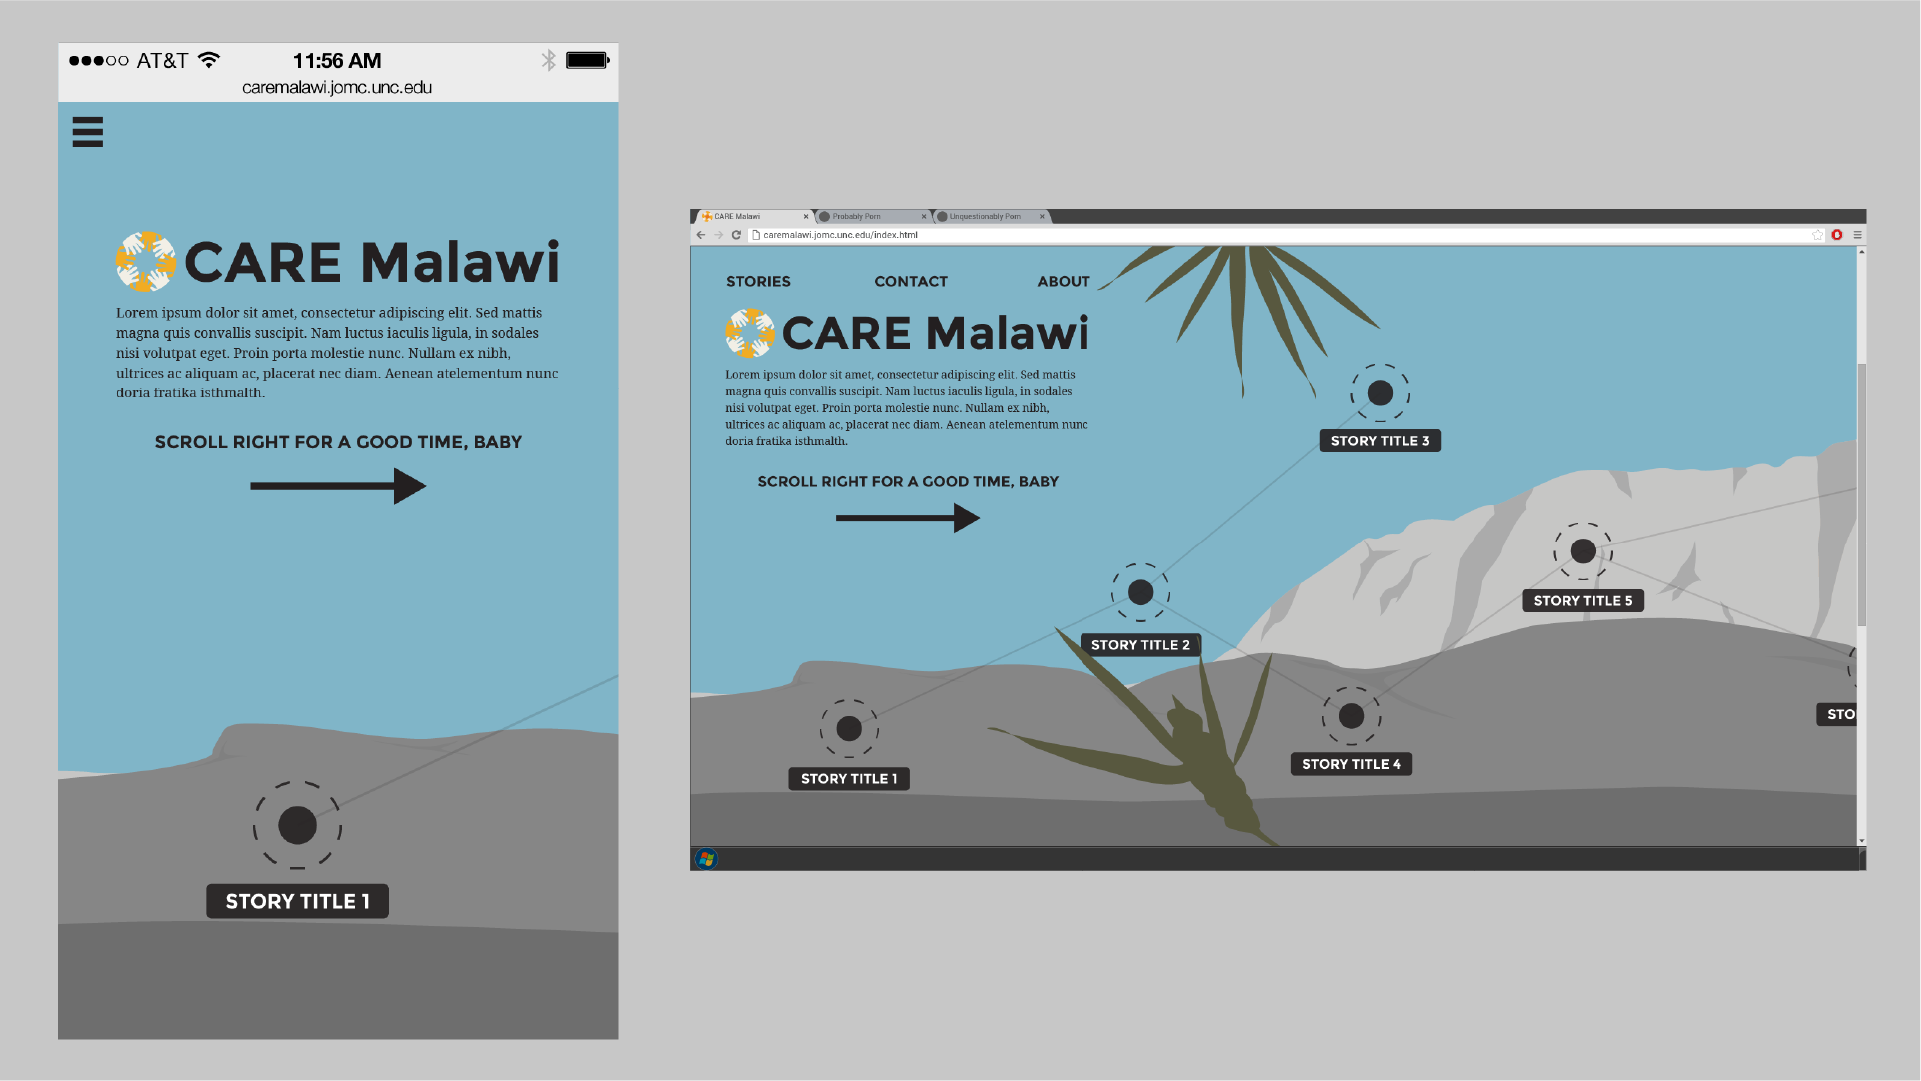 AT&T
11:56 AM
caremalawi.jomc.unc.edu
CARE Malawi
Lorem ipsum dolor sit amet, consectetur adipiscing elit. Sed mattis
magna quis convallis suscipit. Nam luctus iaculis ligula, in sodales
nisi volutpat eget. Proin porta molestie nunc. Nullam ex nibh,
ultrices ac aliquam ac, placerat nec diam. Aenean atelementum nunc
doria fratika isthmalth.
SCROLL RIGHT FOR A GOOD TIME, BABY
STORY TITLE 1
CARE Malawi
Probably Porn
Unquestionably Porn
caremalawi.jomc.unc.edu/index.html
STORIES
CONTACT
ABOUT
CARE Malawi
Lorem ipsum dolor sit amet, consectetur adipiscing elit. Sed mattis
magna quis convallis suscipit. Nam luctus iaculis ligula, in sodales
nisi volutpat eget. Proin porta molestie nunc. Nullam ex nibh,
ultrices ac aliquam ac, placerat nec diam. Aenean atelementum nunc
doria fratika isthmalth.
SCROLL RIGHT FOR A GOOD TIME, BABY
STORY TITLE 3
STORY TITLE 5
STORY TITLE 2
STO
STORY TITLE 4
STORY TITLE 1